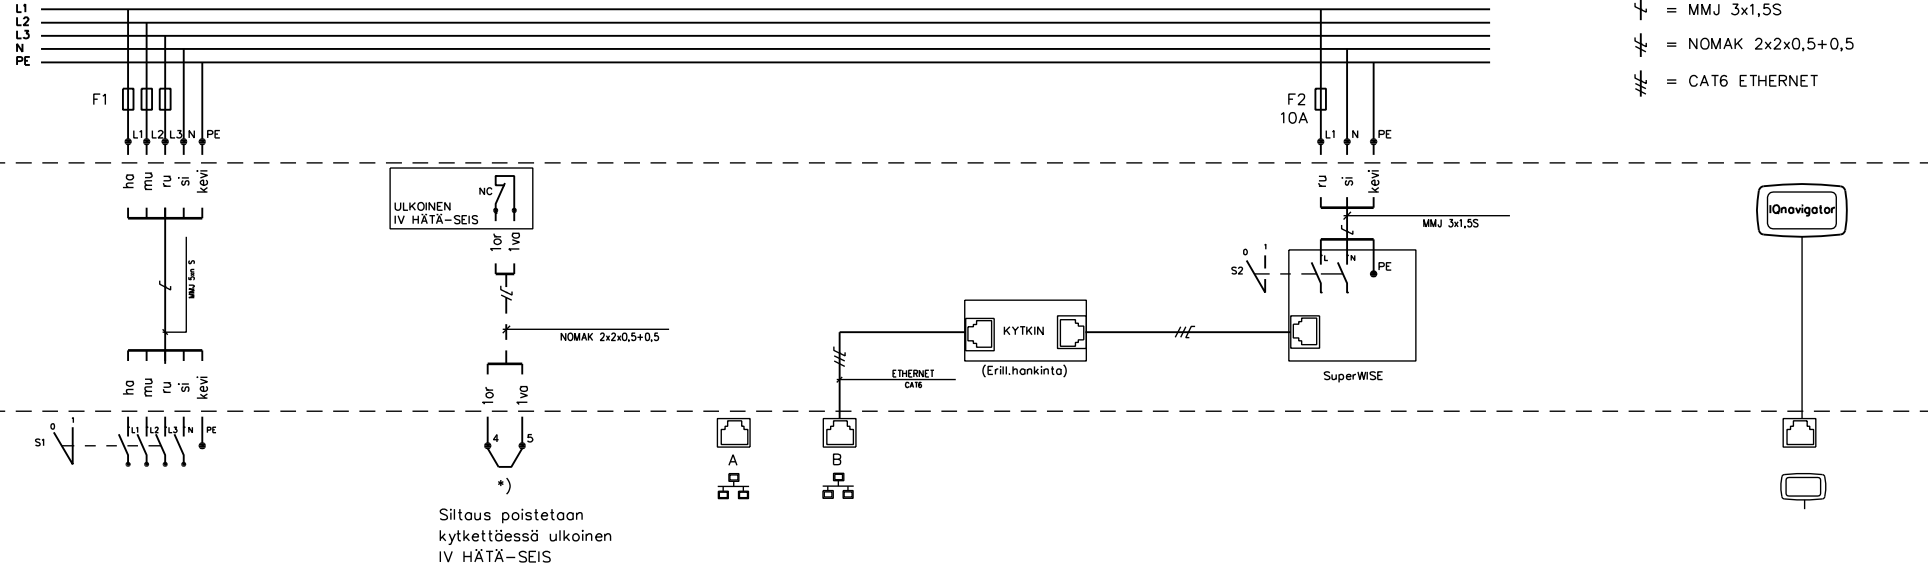 L1
L2
L3
N
PE
= MMJ 3x1,5S
= NOMAK 2x2x0,5+0,5
= CAT6 ETHERNET
F1
F2
10A
L1 L2 L3 N PE
L1 N PE
ha mu ru si kevi
NC
ULKOINEN
IV HÄTÄ-SEIS
1or 1va
ru si kevi
MMJ 3x1,5S
IQnavigator
MMJ 5xn S
0 1
S2
L N PE
NOMAK 2x2x0,5+0,5
KYTKIN
(Erill.hankinta)
ETHERNET
CAT6
SuperWISE
ha mu ru si kevi
1or 1va
0 1
S1
L1 L2 L3 N PE
4 5
A
B
*)
Siltaus poistetaan
kytkettäessä ulkoinen
IV HÄTÄ-SEIS